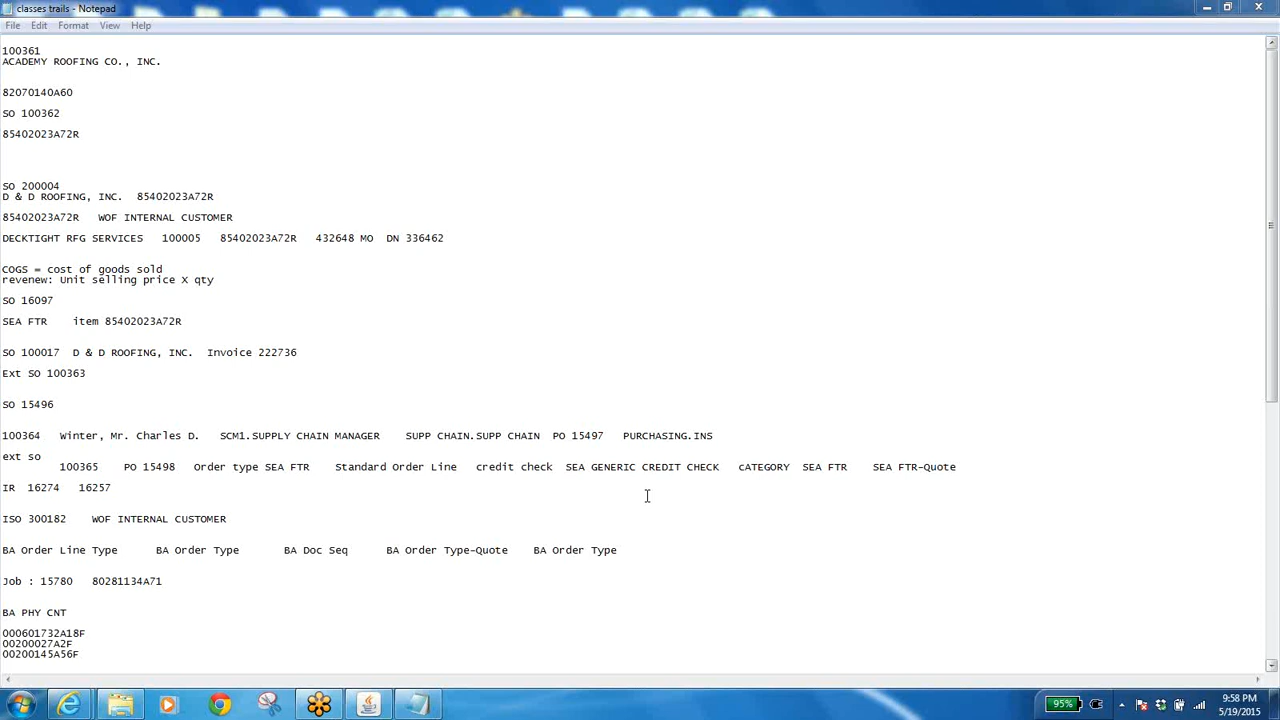 classes trails - Notepad
File Edit Format View Help
100361
ACADEMY ROOFING CO., INC.
82070140A60
SO 100362
85402023A72R
SO 200004
D & D ROOFING, INC. 85402023A72R
85402023A72R WOF INTERNAL CUSTOMER
DECKTIGHT RFG SERVICES 100005 85402023A72R 432648 MO DN 336462
COGS = cost of goods sold
revenew: Unit selling price X qty
SO 16097
SEA FTR item 85402023A72R
SO 100017 D & D ROOFING, INC. Invoice 222736
Ext SO 100363
SO 15496
100364 Winter, Mr. Charles D. SCM1.SUPPLY CHAIN MANAGER SUPP CHAIN.SUPP CHAIN PO 15497 PURCHASING.INS
ext so
100365 PO 15498 Order type SEA FTR Standard Order Line credit check SEA GENERIC CREDIT CHECK cATEGORY SEA FTR SEA FTR-Quote
IR 16274 16257
ISO 300182 WOF INTERNAL CUSTOMER
BA Order Line Type BA Order Type BA Doc Seq BA Order Type-Quote BA Order Type
Job : 15780 80281134A71
BA PHY CNT
000601732A18F
00200027A2F
00200145A56F
95%
9:58 PM
5/19/2015